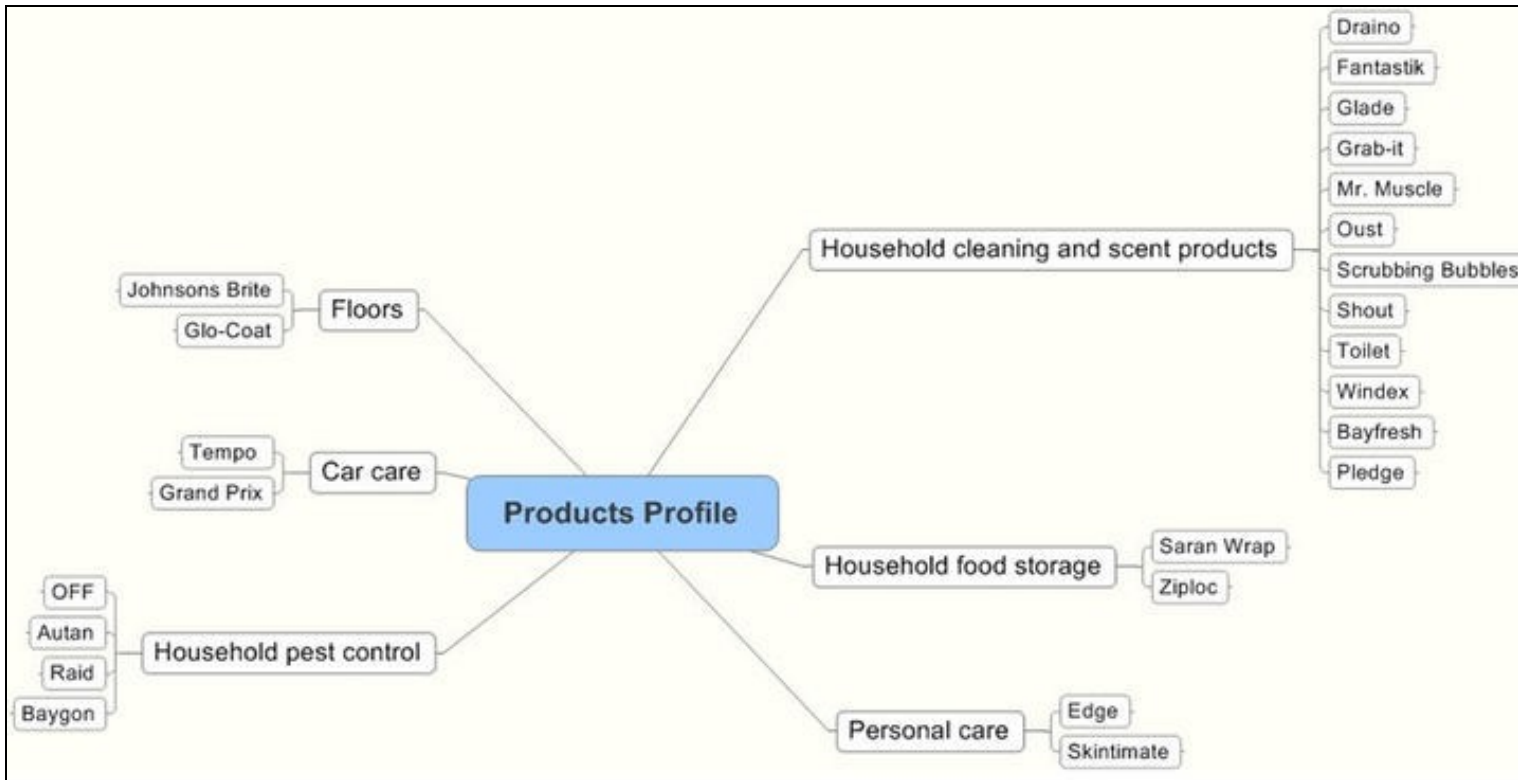 Products Profile
Household cleaning and scent products
Draino
Fantastik
Glade
Grab-it
Mr. Muscle
Oust
Scrubbing Bubbles
Shout
Toilet
Windex
Bayfresh
Pledge
Household food storage
Saran Wrap
Ziploc
Personal care
Edge
Skintimate
Floors
Johnsons Brite
Glo-Coat
Car care
Tempo
Grand Prix
Household pest control
OFF
Autan
Raid
Baygon